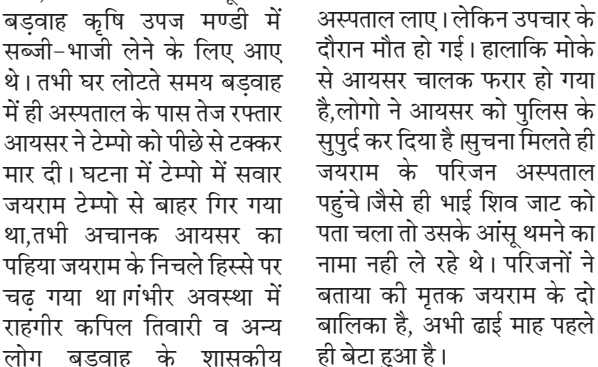 बड़वाह कृषि उपज मण्डी में
सब्जी-भाजी लेने के लिए आए
थे। तभी घर लोटते समय बड़वाह
में ही अस्पताल के पास तेज रफ्तार
आयसर ने टेम्पो को पीछे से टक्कर
मार दी। घटना में टेम्पो में सवार
जयराम टेम्पो से बाहर गिर गया
था,तभी अचानक आयसर का
पहिया जयराम के निचले हिस्से पर
चढ़ गया था।गंभीर अवस्था में
राहगीर कपिल तिवारी व अन्य
लोग बडवाह के शासकीय
अस्पताल लाए। लेकिन उपचार के
दौरान मौत हो गई। हालाकि मोके
से आयसर चालक फरार हो गया
है,लोगो ने आयसर को पुलिस के
सुपुर्द कर दिया है।सुचना मिलते ही
जयराम के परिजन अस्पताल
पहुंचे।जैसे ही भाई शिव जाट को
पता चला तो उसके आंसू थमने का
नामा नही ले रहे थे। परिजनों ने
बताया की मृतक जयराम के दो
बालिका है, अभी ढाई माह पहले
ही बेटा हुआ है।